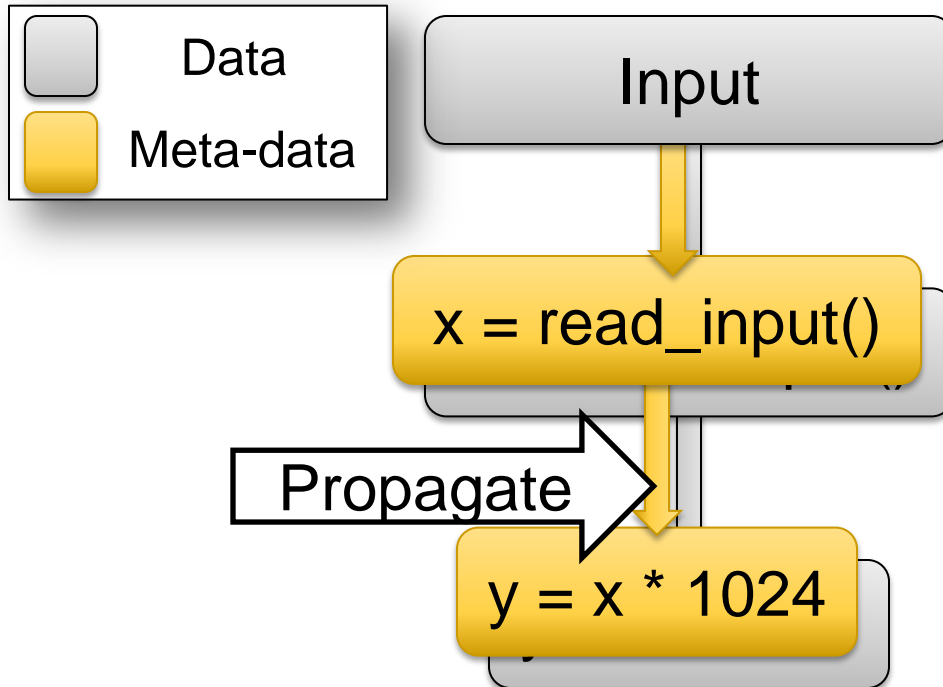 Data
Meta-data
Input
x = read_input()
Propagate
y = x * 1024